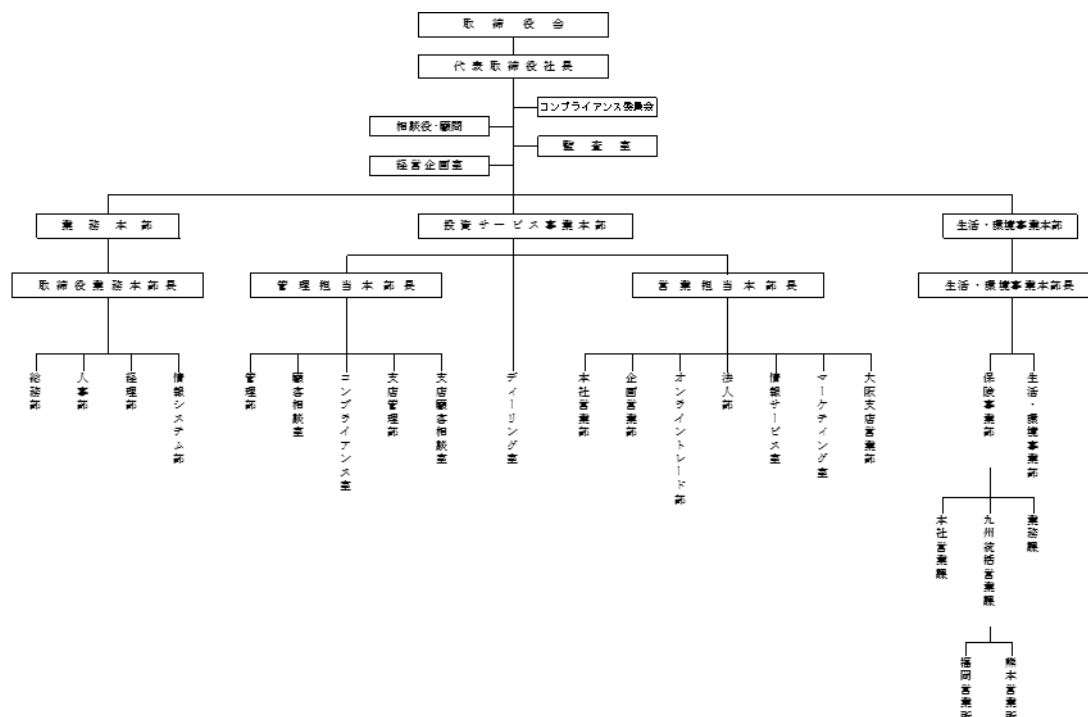 取締役会
代表取締役社長
コンプライアンス委員会
相談役・顧問
監査室
経営企画室
業務本部
投資サービス事業本部
生活・環境事業本部
取締役業務本部長
管理担当本部長
営業担当本部長
生活・環境事業本部長
総務部
人事部
経理部
情報システム部
管理部
顧客相談室
コンプライアンス室
支店管理部
支店顧客相談室
ディーリング室
本社営業部
企画営業部
オンライントレード部
法人部
情報サービス室
マーケティング室
大阪支店営業部
保険事業部
生活・環境事業部
本社営業課
九州統括営業課
業務課
福岡営業所
熊本営業所